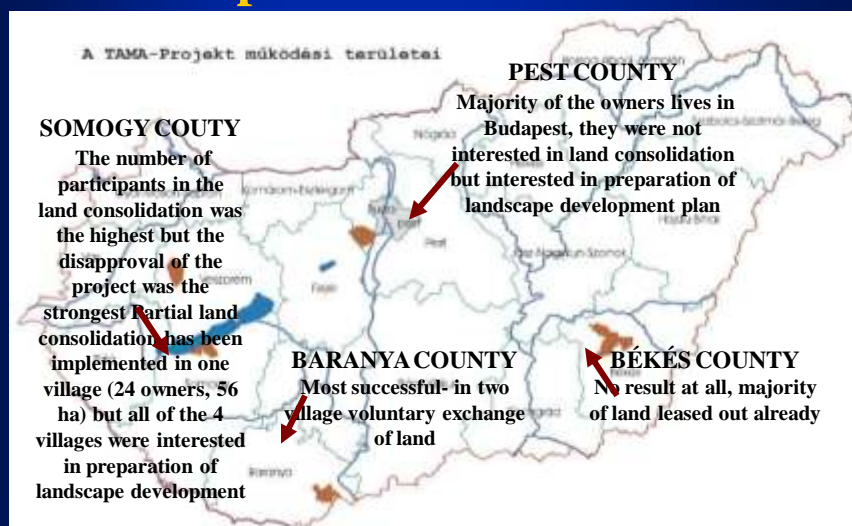 A TAMA-Projekt működési területei
PEST COUNTY
Majority of the owners lives in
Budapest, they were not
interested in land consolidation
but interested in preparation of
landscape development plan
SOMOGY COUTY
The number of
participants in the
land consolidation was
the highest but the
disapproval of the
project was the
strongest Partial land
consolidation has been
implemented in one
village (24 owners, 56
ha) but all of the 4
villages were interested
in preparation of
landscape development
BARANYA COUNTY
Most successful- in two
village voluntary exchange
of land
BÉKÉS COUNTY
No result at all, majority
of land leased out already
Nógrád
Pest
Fejér
Baranya